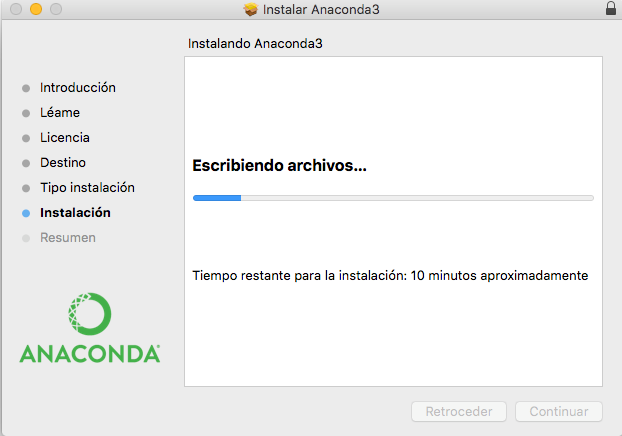 Instalar Anaconda3
Instalando Anaconda3
Introducción
Léame
Licencia
Destino
Tipo instalación
Instalación
Resumen
Escribiendo archivos...
Tiempo restante para la instalación: 10 minutos aproximadamente
ANACONDA
Retroceder
Continuar